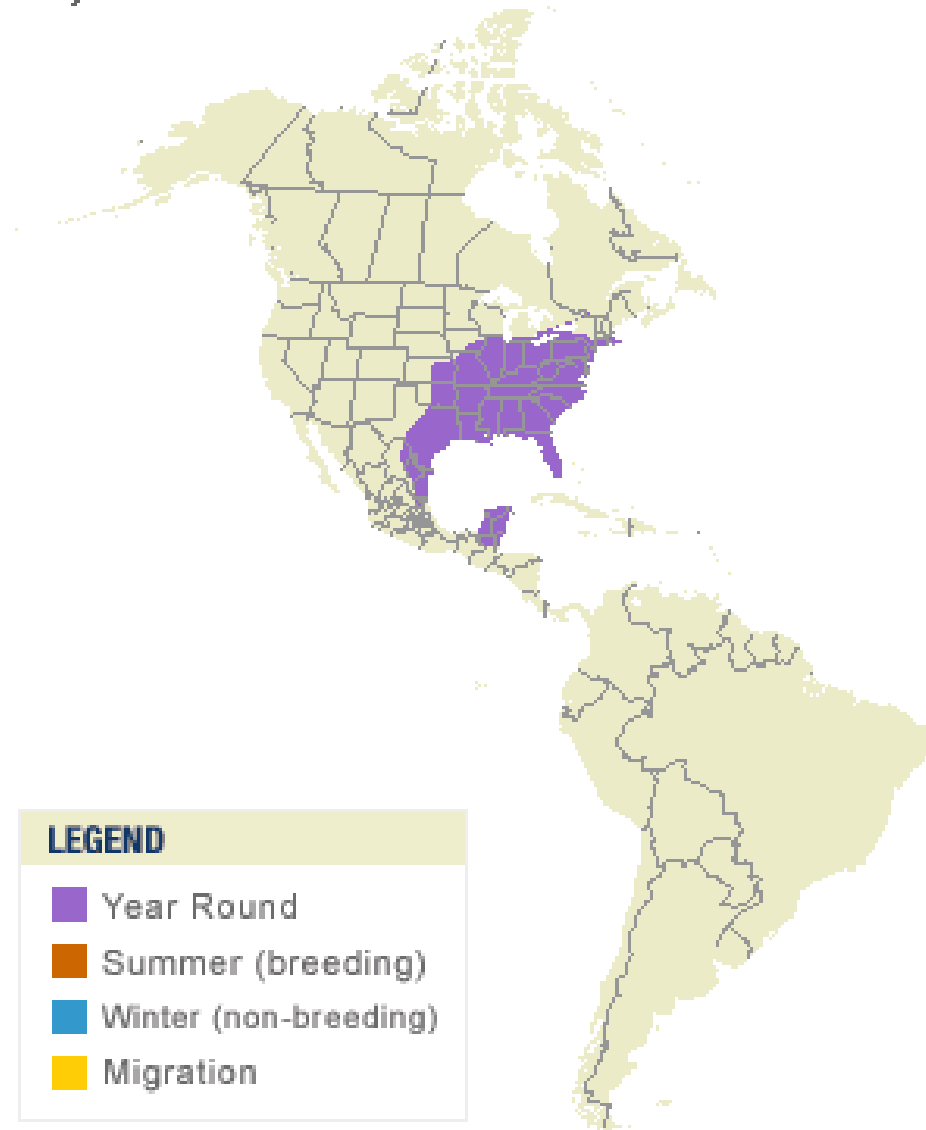 LEGEND
Year Round
Summer (breeding)
Winter (non-breeding)
Migration